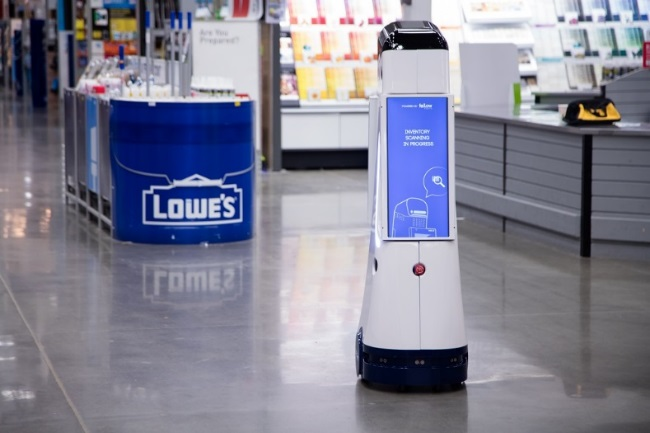 Are You
Prepared?
LOWE'S
INVENTORY
SCANNING
IN PROGRESS